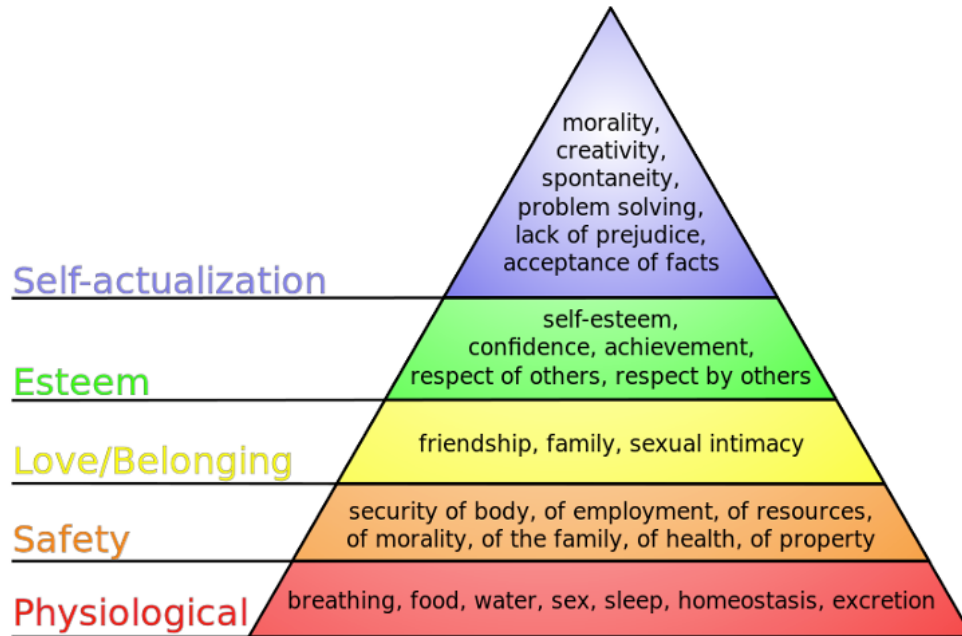 morality,
creativity,
spontaneity,
problem solving,
lack of prejudice,
acceptance of facts
Self-actualization
self-esteem,
confidence, achievement,
respect of others, respect by others
Esteem
friendship, family, sexual intimacy
Love/Belonging
security of body, of employment, of resources,
of morality, of the family, of health, of property
Safety
breathing, food, water, sex, sleep, homeostasis, excretion
Physiological